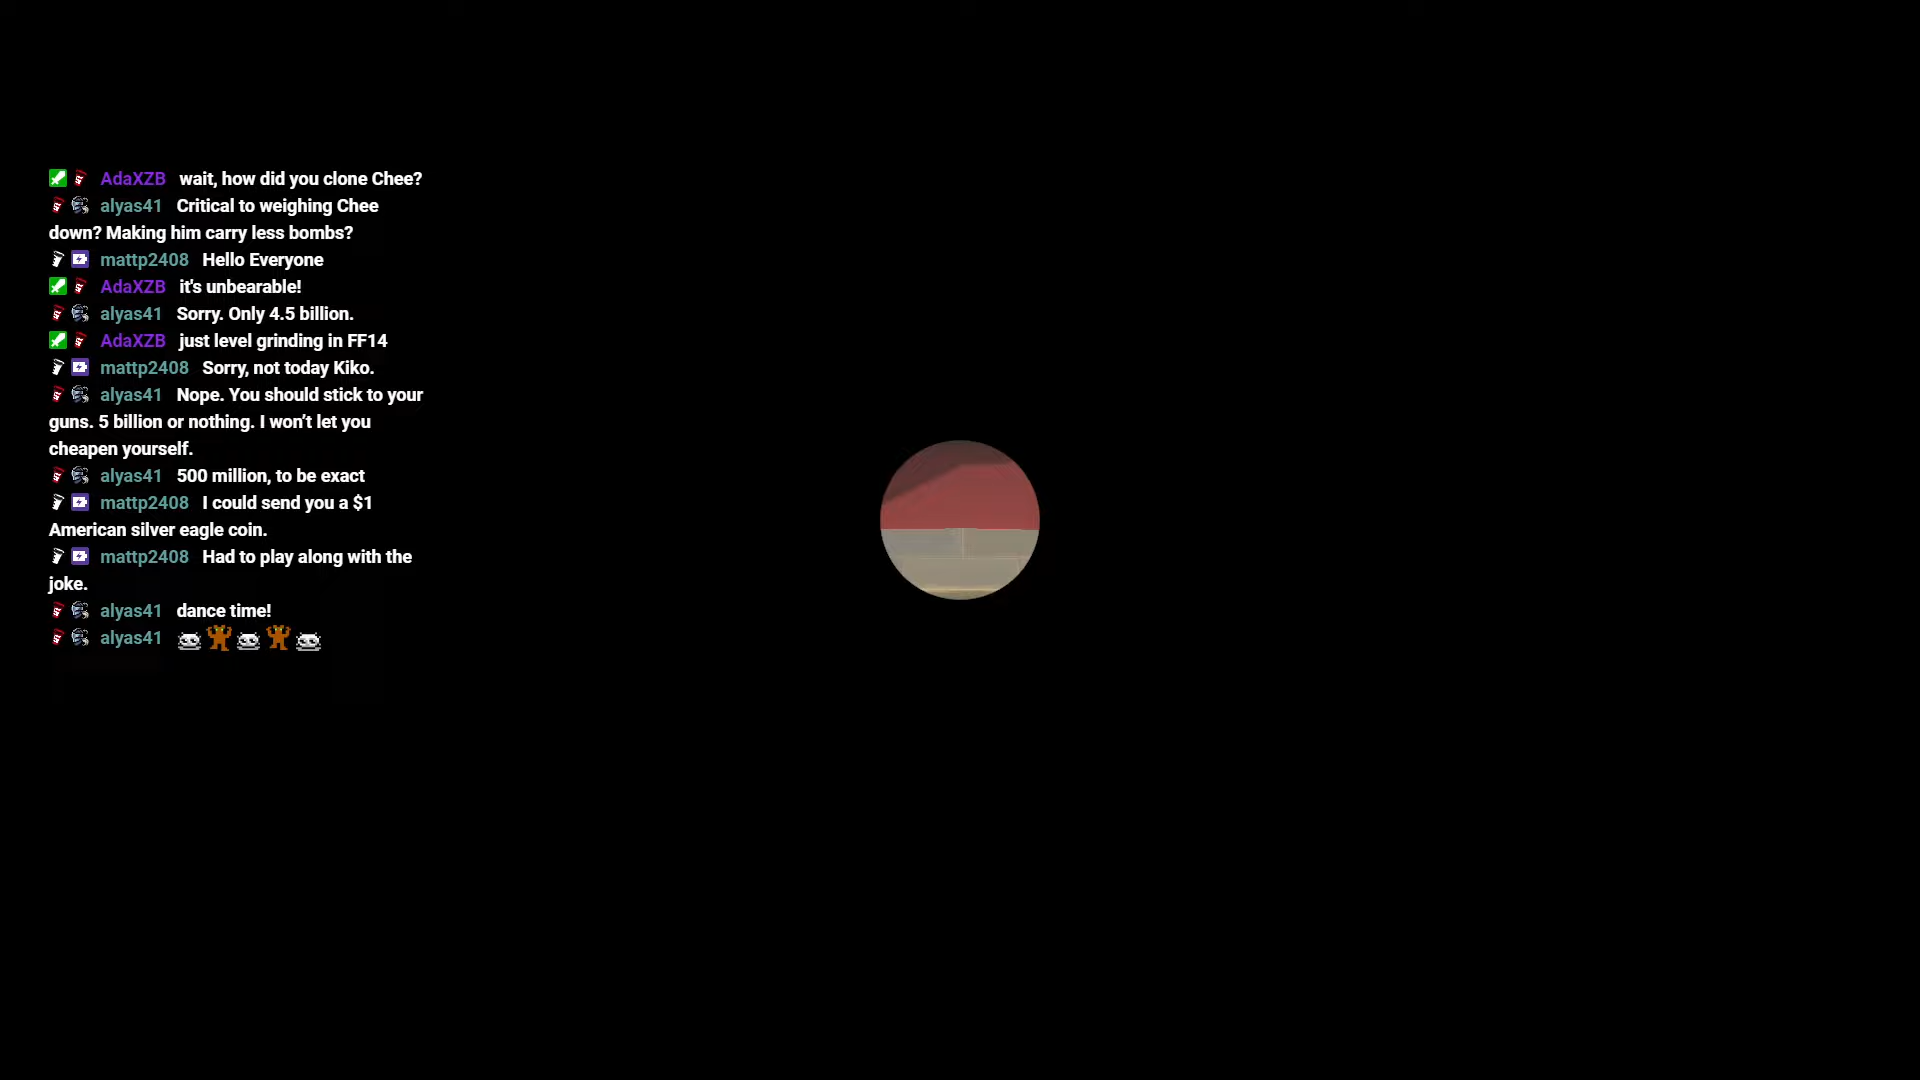 AdaXZB wait, how did you clone Chee?
alyas41 Critical to weighing Chee
down? Making him carry less bombs?
mattp2408 Hello Everyone
AdaXZB it's unbearable!
alyas41 Sorry. Only 4.5 billion.
AdaXZB just level grinding in FF14
mattp2408 Sorry, not today Kiko.
alyas41 Nope. You should stick to your
guns. 5 billion or nothing. I won’t let you
cheapen yourself.
alyas41 500 million, to be exact
mattp2408 I could send you a $1
American silver eagle coin.
mattp2408 Had to play along with the
joke.
alyas41 dance time!
alyas41